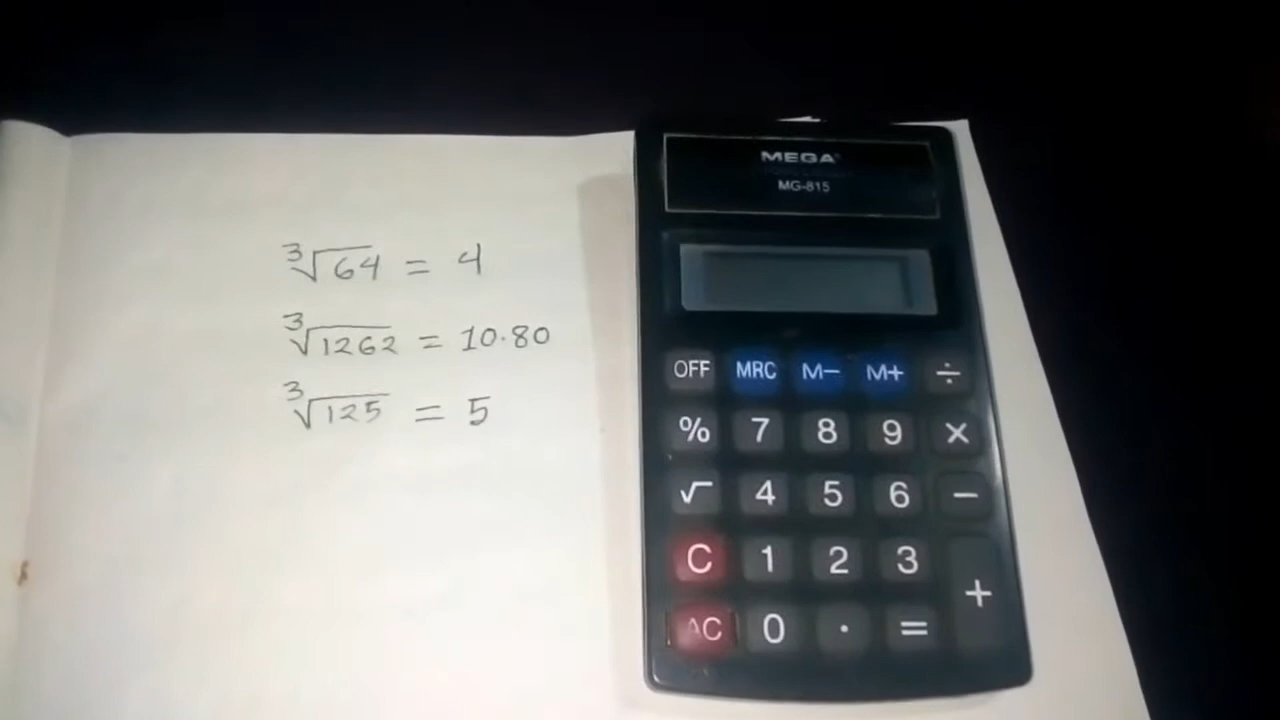 ³√64 = 4
³√1262 = 10.80
³√125 = 5
MEGA
MG-815
OFF MRC M− M+ ÷
% 7 8 9 ×
√ 4 5 6 −
C 1 2 3 +
AC 0 . =